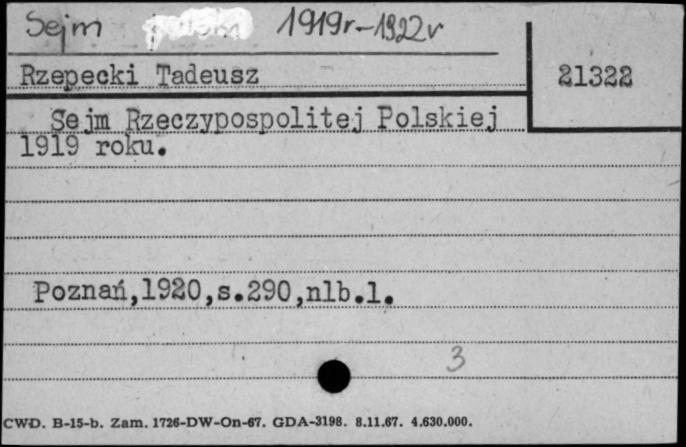 Sejm 1919r-1922r
Rzepecki Tadeusz
21322
Sejm Rzeczypospolitej Polskiej
1919 roku.
Poznań,1920,s.290,nlb.1.
3
CWD. B-15-b. Zam. 1726-DW-On-67. GDA-3198. 8.11.67. 4.630.000.